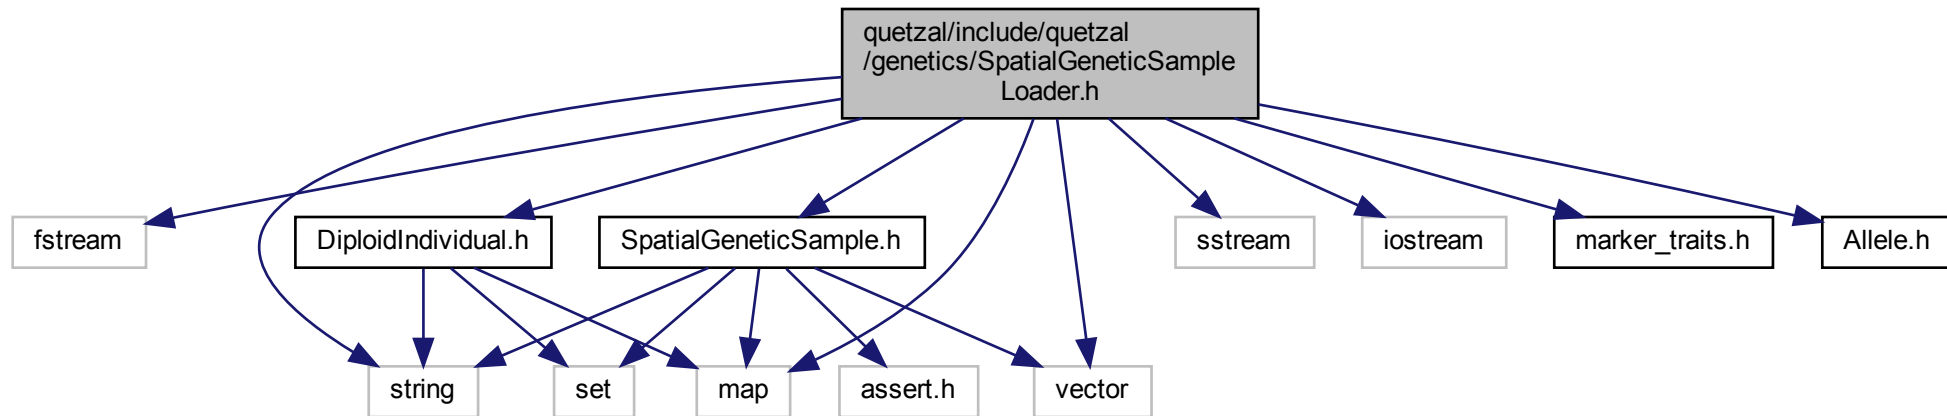 quetzal/include/quetzal
/genetics/SpatialGeneticSample
Loader.h
fstream
DiploidIndividual.h
SpatialGeneticSample.h
sstream
iostream
marker_traits.h
Allele.h
string
set
map
assert.h
vector